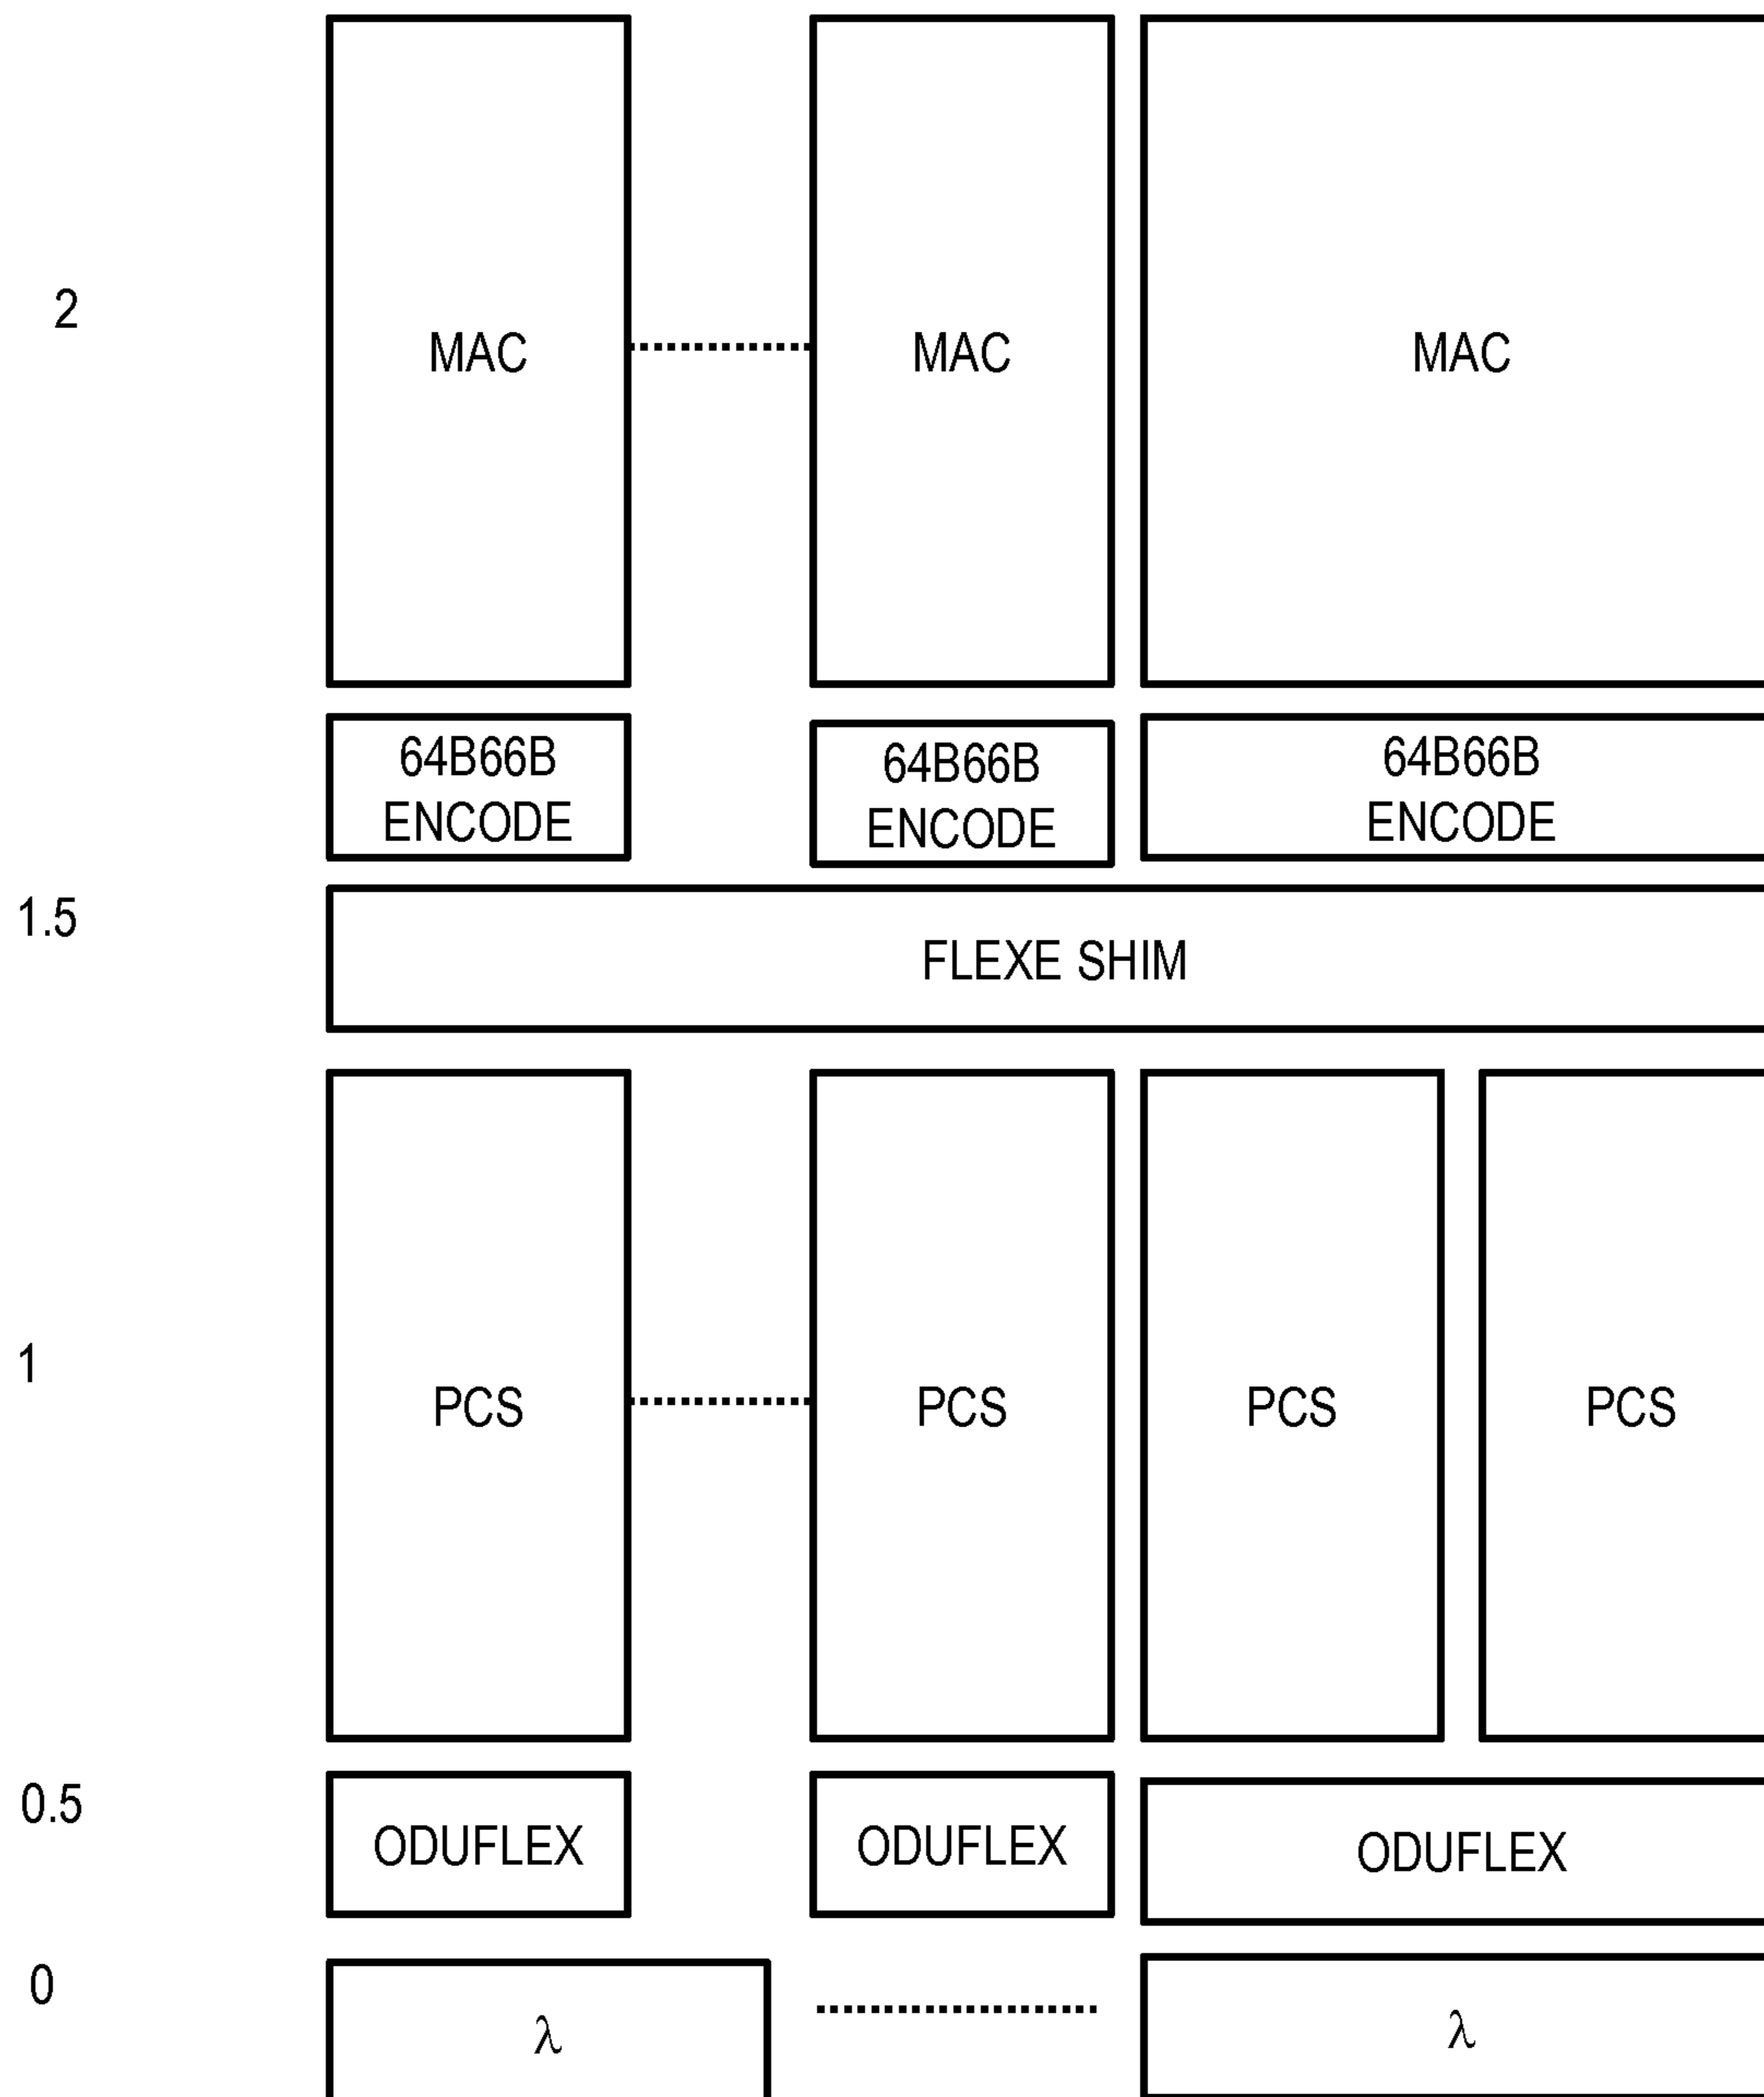 2
MAC
MAC
MAC
64B66B
ENCODE
64B66B
ENCODE
64B66B
ENCODE
1.5
FLEXE SHIM
1
PCS
PCS
PCS
PCS
0.5
ODUFLEX
ODUFLEX
ODUFLEX
0
λ
λ